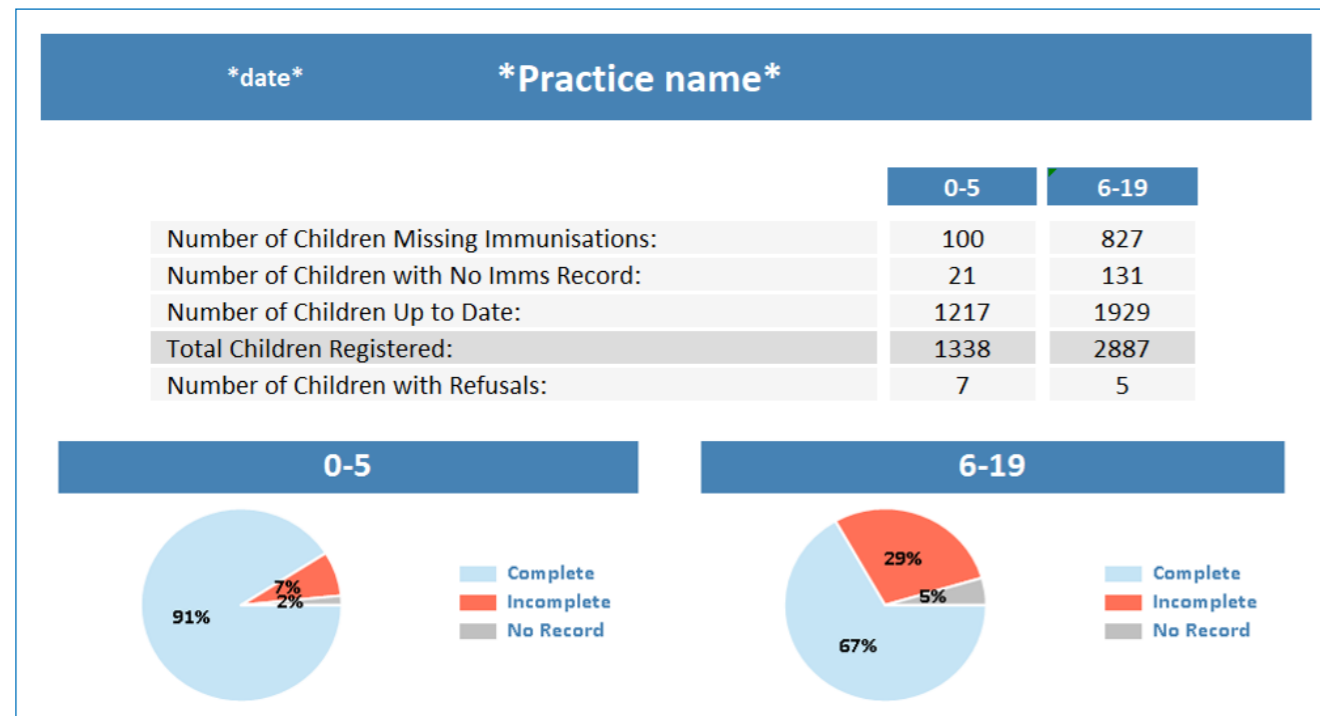 *date* *Practice name*
0-5 6-19
Number of Children Missing Immunisations: 100 827
Number of Children with No Imms Record: 21 131
Number of Children Up to Date: 1217 1929
Total Children Registered: 1338 2887
Number of Children with Refusals: 7 5
0-5 6-19
91% 7% 2%
Complete
Incomplete
No Record
29% 5% 67%
Complete
Incomplete
No Record